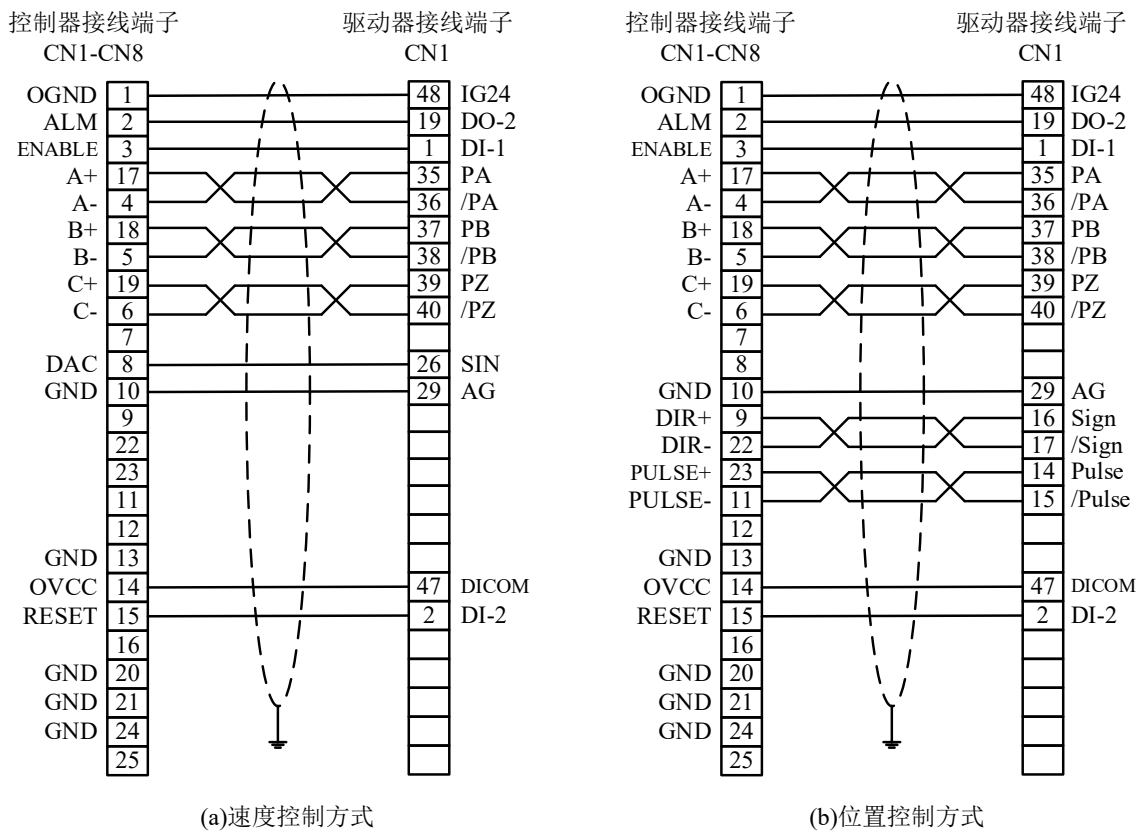 控制器接线端子 驱动器接线端子
CN1-CN8 CN1
OGND 1 48 IG24
ALM 2 19 DO-2
ENABLE 3 1 DI-1
A+ 17 35 PA
A- 4 36 /PA
B+ 18 37 PB
B- 5 38 /PB
C+ 19 39 PZ
C- 6 40 /PZ
7
DAC 8 26 SIN
GND 10 29 AG
9
22
23
11
12
GND 13
OVCC 14 47 DICOM
RESET 15 2 DI-2
16
GND 20
GND 21
GND 24
25
(a)速度控制方式
控制器接线端子 驱动器接线端子
CN1-CN8 CN1
OGND 1 48 IG24
ALM 2 19 DO-2
ENABLE 3 1 DI-1
A+ 17 35 PA
A- 4 36 /PA
B+ 18 37 PB
B- 5 38 /PB
C+ 19 39 PZ
C- 6 40 /PZ
7
8
GND 10 29 AG
DIR+ 9 16 Sign
DIR- 22 17 /Sign
PULSE+ 23 14 Pulse
PULSE- 11 15 /Pulse
12
GND 13
OVCC 14 47 DICOM
RESET 15 2 DI-2
16
GND 20
GND 21
GND 24
25
(b)位置控制方式